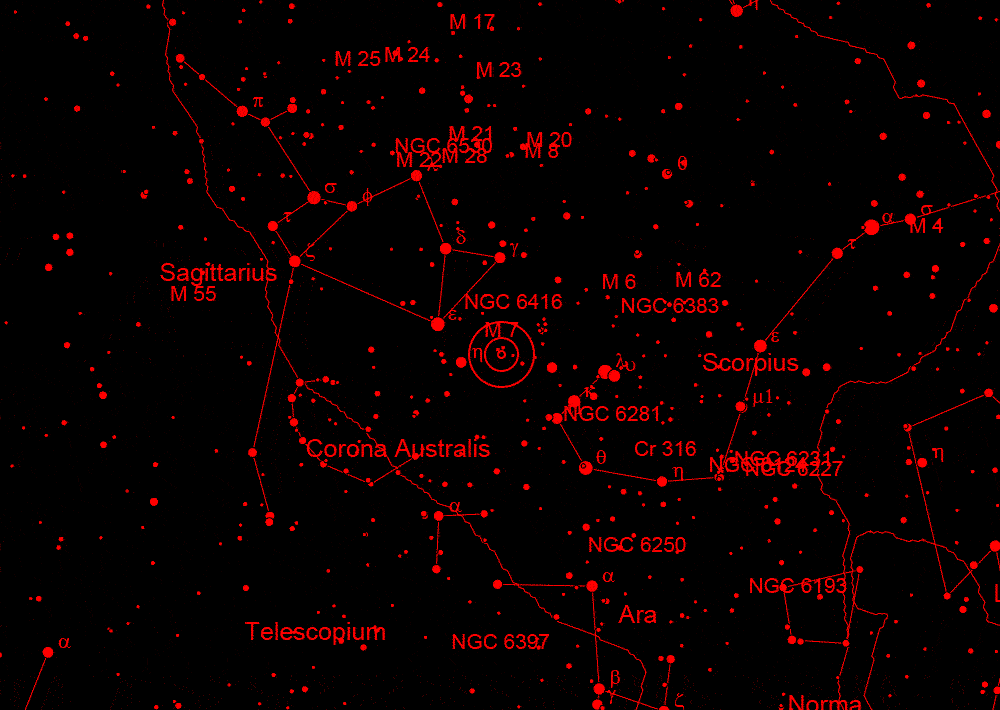 η
M 17
M 25
M 24
M 23
π
M 21
NGC 6530
M 20
M 22
M 28
M 8
θ
σ
φ
τ
α
σ
M 4
δ
γ
τ
ζ
Sagittarius
M 55
NGC 6416
M 6
M 62
NGC 6383
ε
M 7
ε
η
γ
Scorpius
λυ
κ
μ1
NGC 6281
Corona Australis
Cr 316
NGC 6231
η
θ
η
NGC 6227
α
NGC 6250
α
NGC 6193
L
Ara
Telescopium
NGC 6397
α
β
γ
ζ
Norma